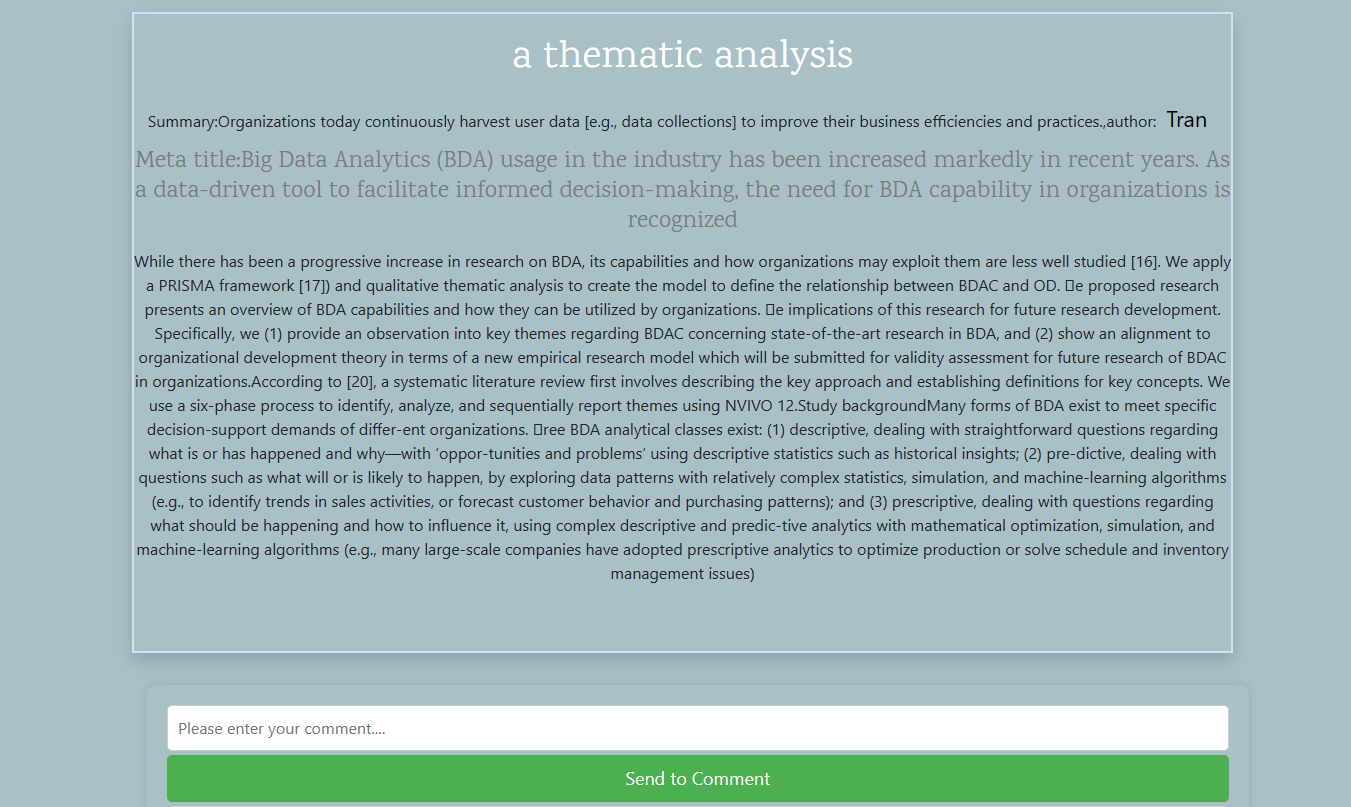 a thematic analysis
Summary:Organizations today continuously harvest user data [e.g., data collections] to improve their business efficiencies and practices.,author: Tran
Meta title:Big Data Analytics (BDA) usage in the industry has been increased markedly in recent years. As
a data-driven tool to facilitate informed decision-making, the need for BDA capability in organizations is
recognized
While there has been a progressive increase in research on BDA, its capabilities and how organizations may exploit them are less well studied [16]. We apply
a PRISMA framework [17]) and qualitative thematic analysis to create the model to define the relationship between BDAC and OD. □e proposed research
presents an overview of BDA capabilities and how they can be utilized by organizations. □e implications of this research for future research development.
Specifically, we (1) provide an observation into key themes regarding BDAC concerning state-of-the-art research in BDA, and (2) show an alignment to
organizational development theory in terms of a new empirical research model which will be submitted for validity assessment for future research of BDAC
in organizations.According to [20], a systematic literature review first involves describing the key approach and establishing definitions for key concepts. We
use a six-phase process to identify, analyze, and sequentially report themes using NVIVO 12.Study backgroundMany forms of BDA exist to meet specific
decision-support demands of differ-ent organizations. □ree BDA analytical classes exist: (1) descriptive, dealing with straightforward questions regarding
what is or has happened and why—with ‘oppor-tunities and problems’ using descriptive statistics such as historical insights; (2) pre-dictive, dealing with
questions such as what will or is likely to happen, by exploring data patterns with relatively complex statistics, simulation, and machine-learning algorithms
(e.g., to identify trends in sales activities, or forecast customer behavior and purchasing patterns); and (3) prescriptive, dealing with questions regarding
what should be happening and how to influence it, using complex descriptive and predic-tive analytics with mathematical optimization, simulation, and
machine-learning algorithms (e.g., many large-scale companies have adopted prescriptive analytics to optimize production or solve schedule and inventory
management issues)
Please enter your comment....
Send to Comment